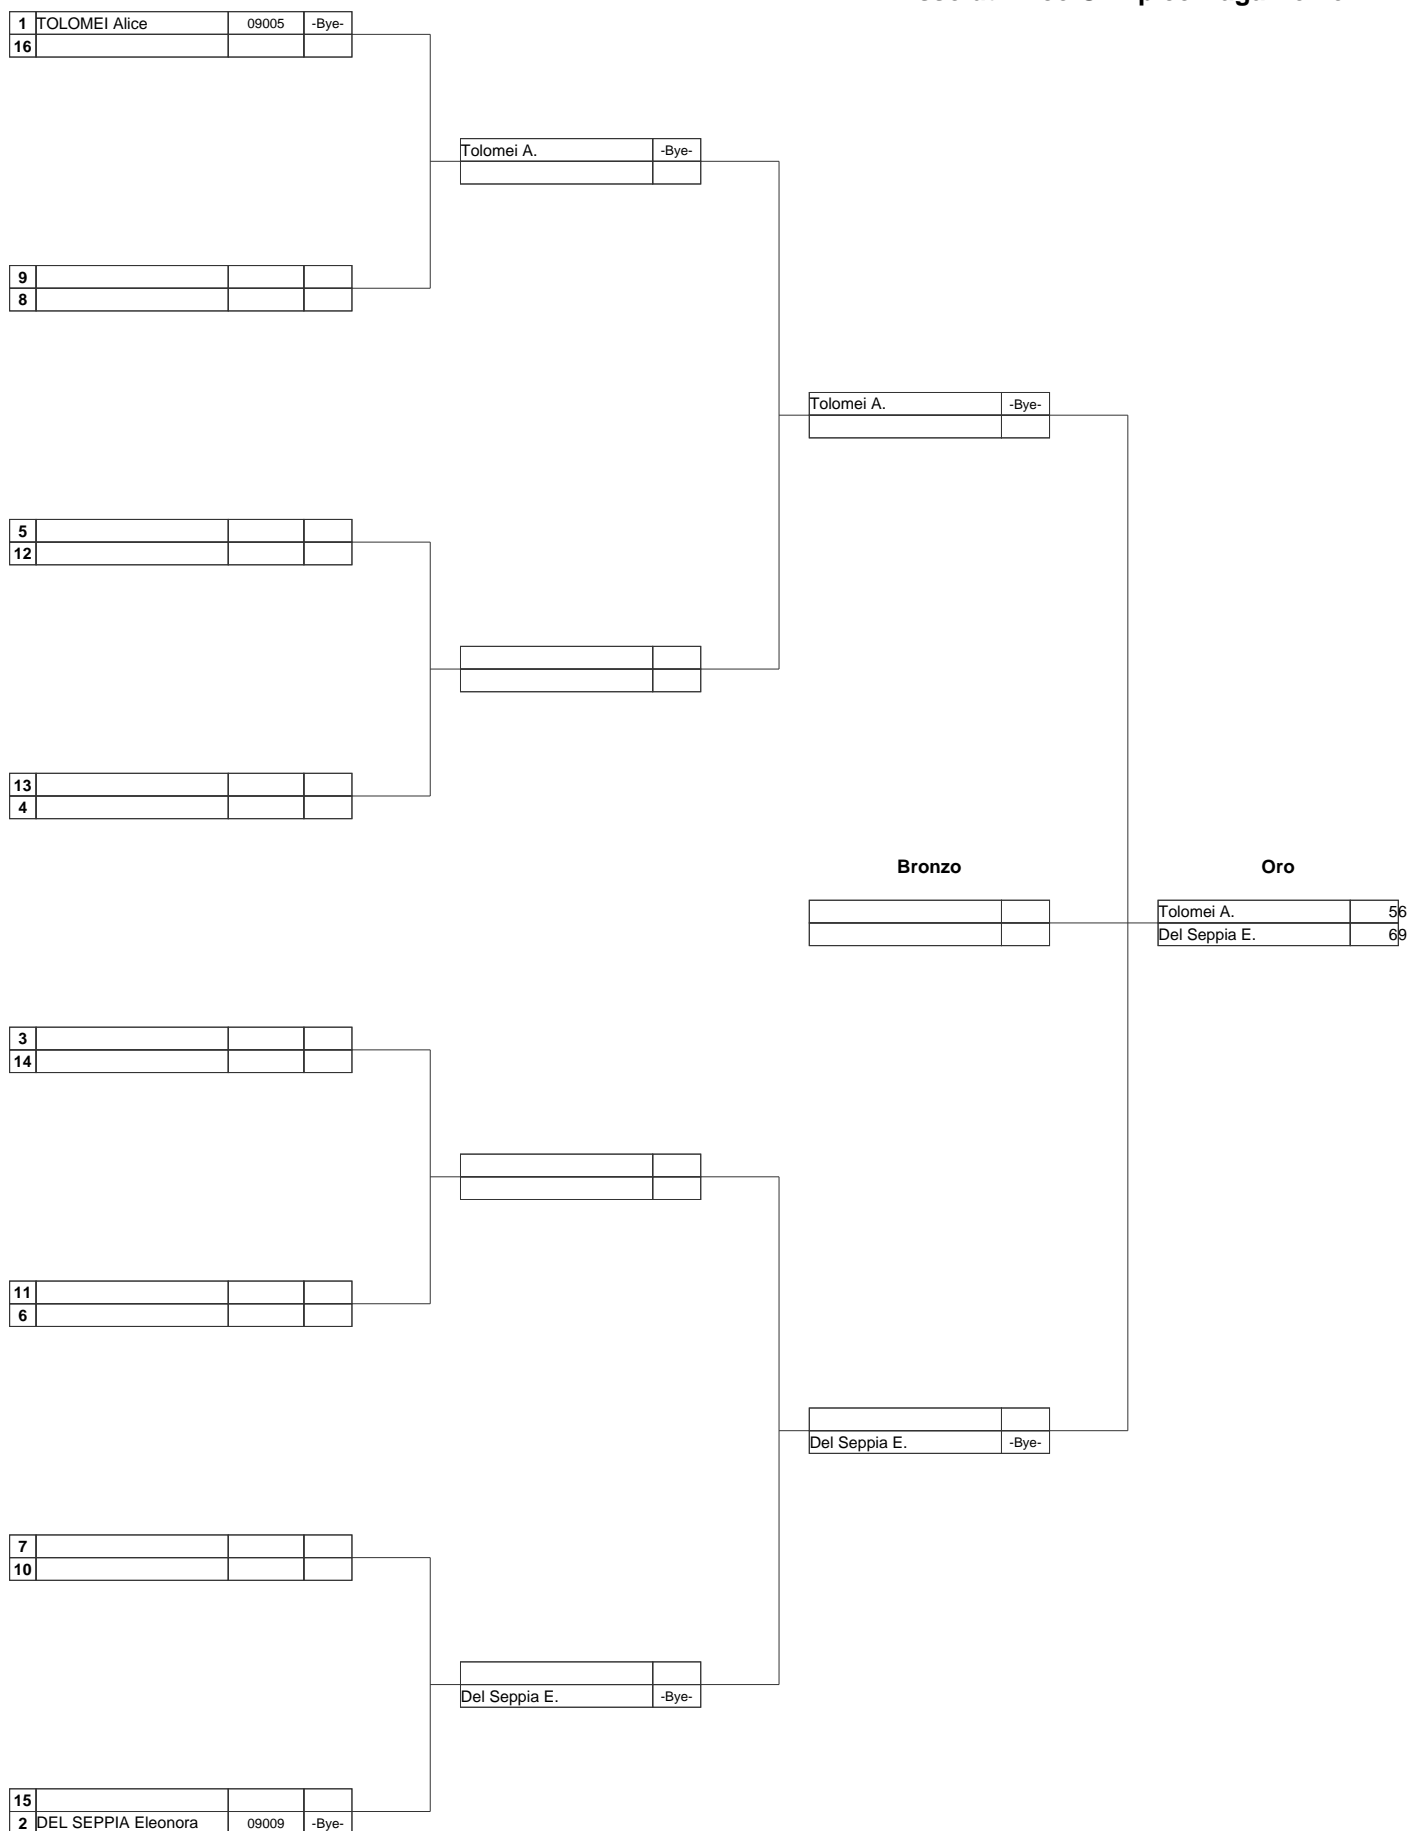 1 TOLOMEI Alice 09005 -Bye-
16
Tolomei A. -Bye-
9
8
Tolomei A. -Bye-
5
12
13
4
Bronzo Oro
Tolomei A. 56
Del Seppia E. 69
3
14
11
6
Del Seppia E. -Bye-
7
10
Del Seppia E. -Bye-
15
2 DEL SEPPIA Eleonora 09009 -Bye-